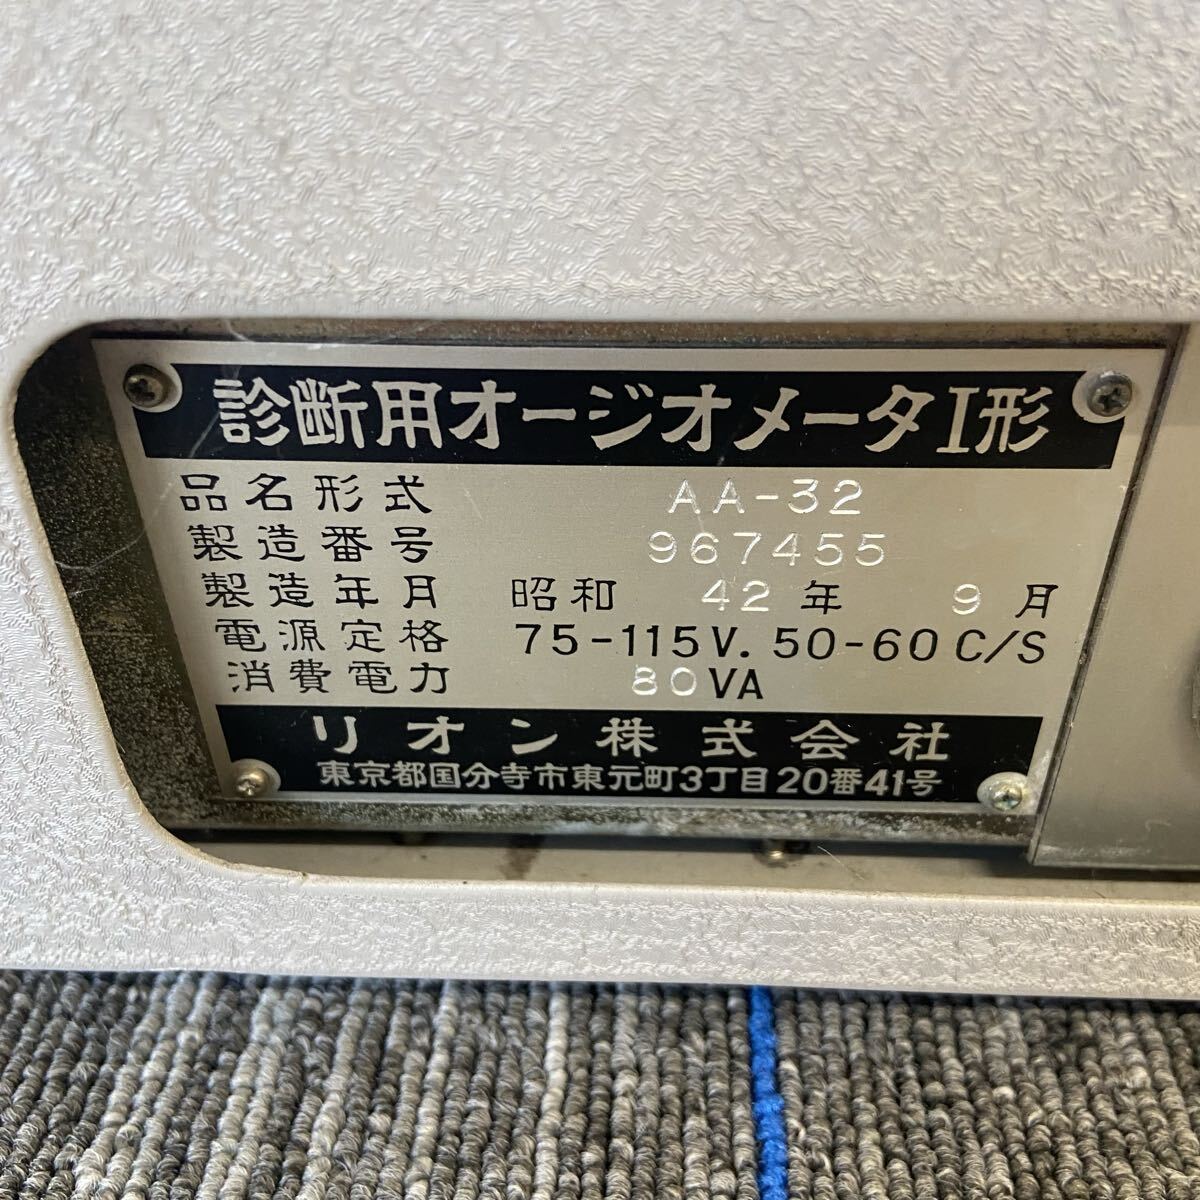 診断用オージオメータI形
品名形式 AA-32
製造番号 967455
製造年月 昭和 42年 9月
電源定格 75-115V. 50-60C/S
消費電力 80VA
リオン株式会社
東京都国分寺市東元町3丁目20番41号